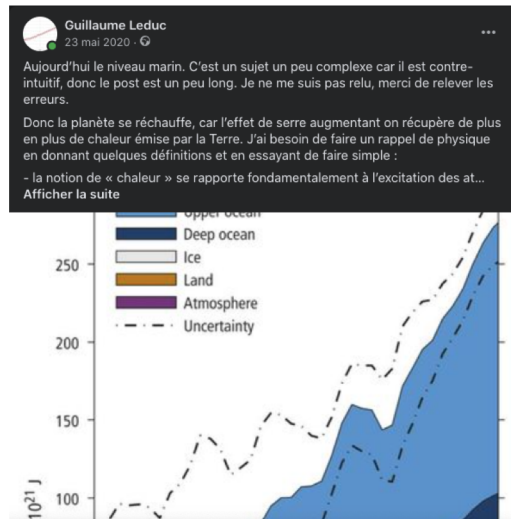 Guillaume Leduc
23 mai 2020 ·
Aujourd'hui le niveau marin. C'est un sujet un peu complexe car il est contre-
intuitif, donc le post est un peu long. Je ne me suis pas relu, merci de relever les
erreurs.
Donc la planète se réchauffe, car l'effet de serre augmentant on récupère de plus
en plus de chaleur émise par la Terre. J'ai besoin de faire un rappel de physique
en donnant quelques définitions et en essayant de faire simple :
- la notion de « chaleur » se rapporte fondamentalement à l'excitation des at...
Afficher la suite
Upper ocean
Deep ocean
Ice
Land
Atmosphere
Uncertainty
250
200
150
100
10²¹ J